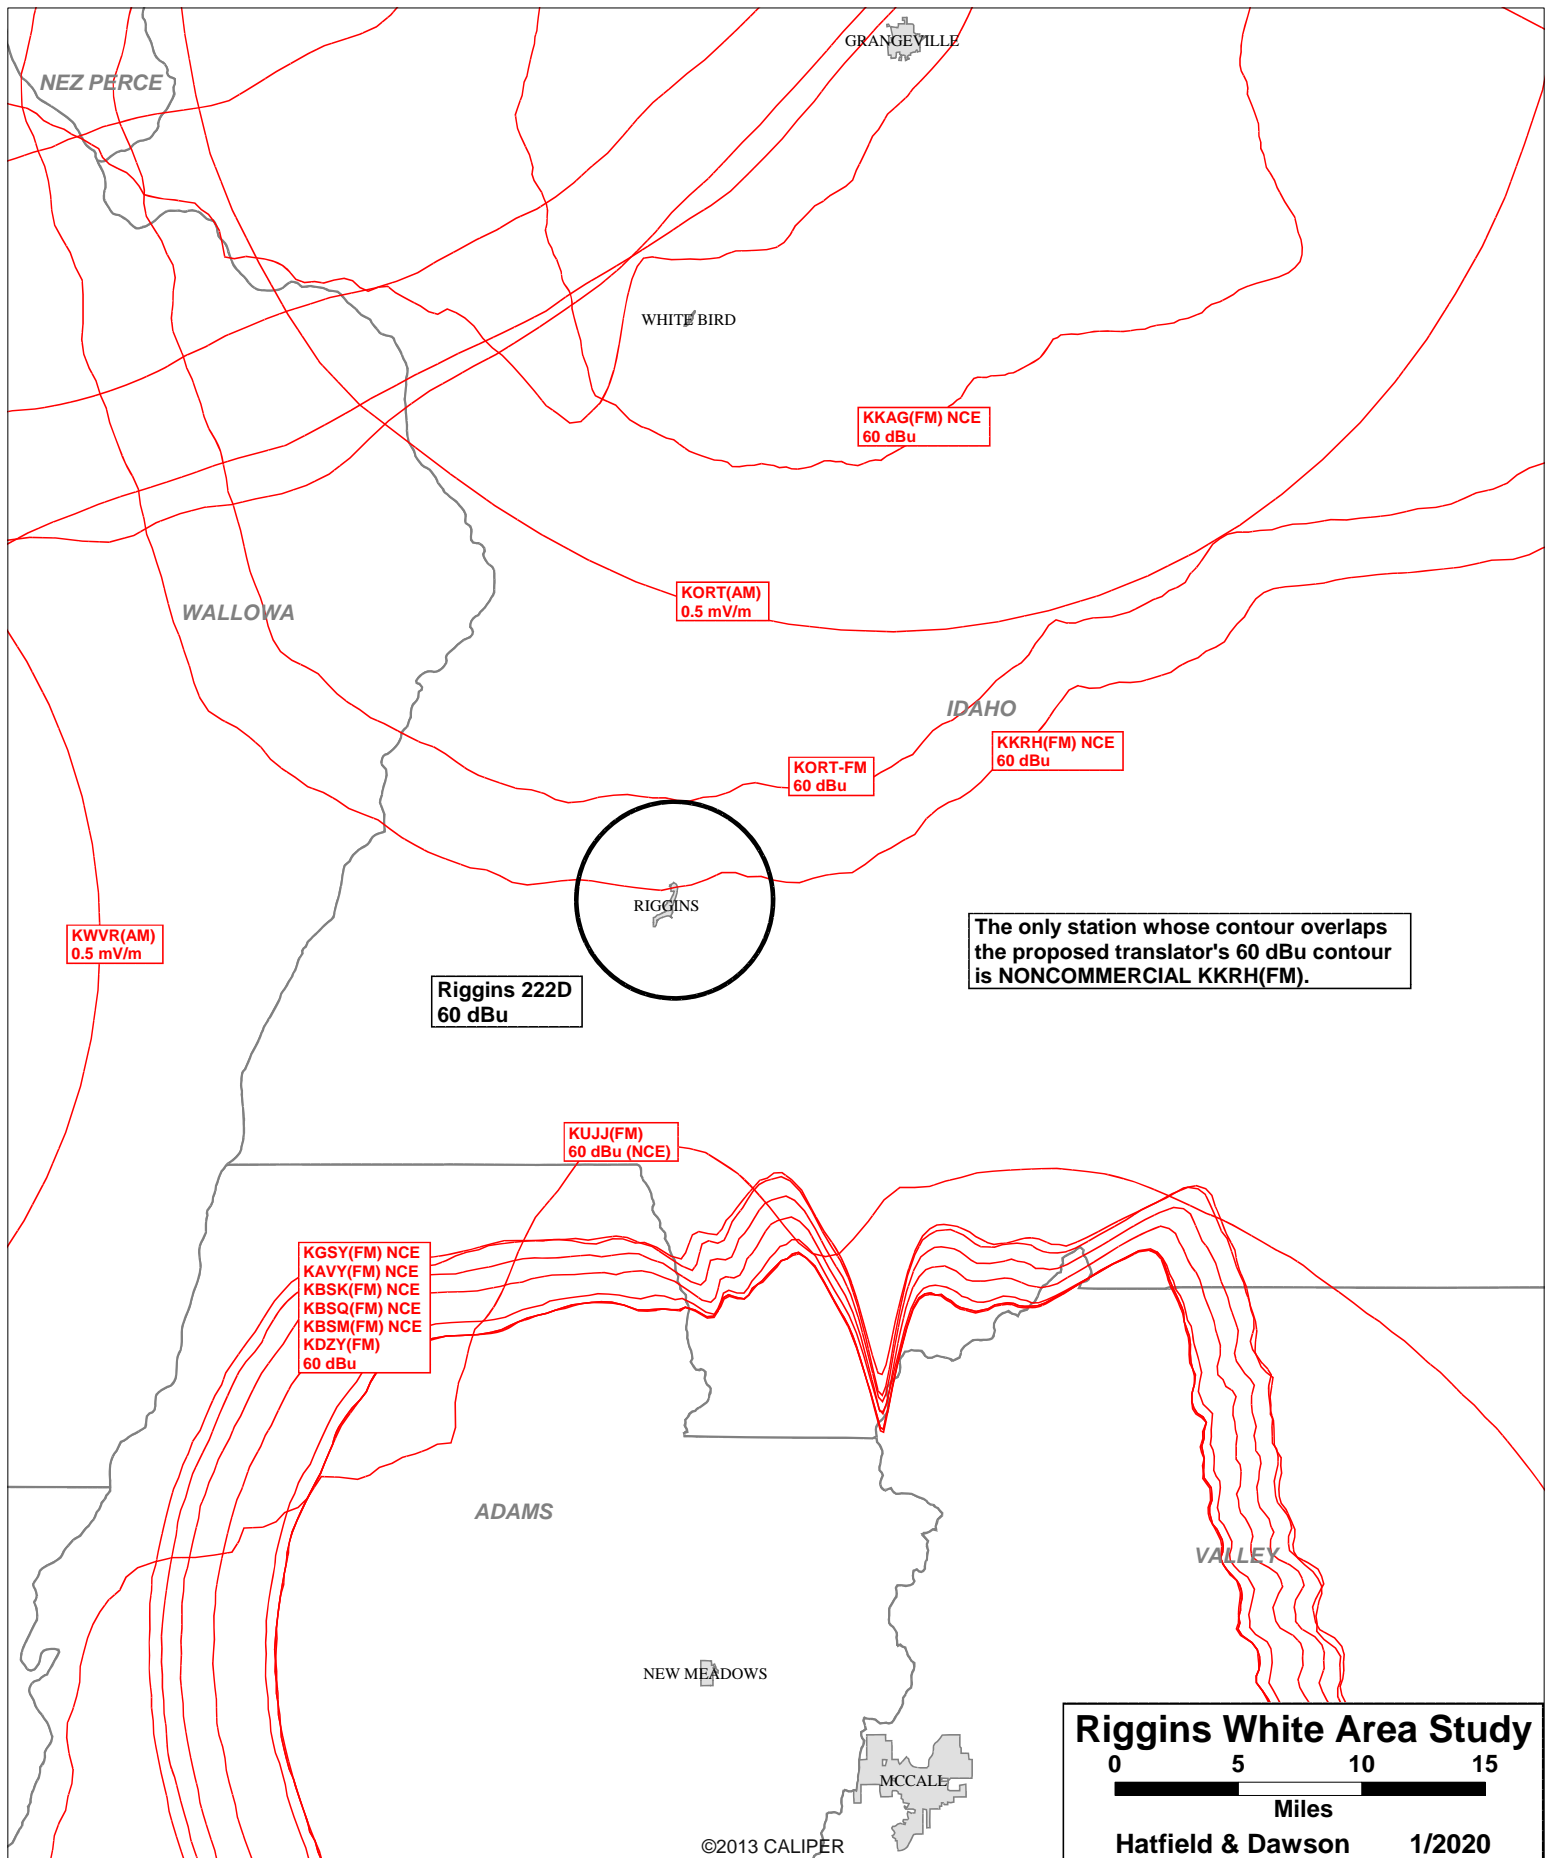 GRANGEVILLE
NEZ PERCE
WHITE BIRD
KKAG(FM) NCE
60 dBu
KORT(AM)
0.5 mV/m
WALLOWA
IDAHO
KKRH(FM) NCE
60 dBu
KORT-FM
60 dBu
RIGGINS
KWVR(AM)
0.5 mV/m
The only station whose contour overlaps
the proposed translator's 60 dBu contour
is NONCOMMERCIAL KKRH(FM).
Riggins 222D
60 dBu
KUJJ(FM)
60 dBu (NCE)
KGSY(FM) NCE
KAVY(FM) NCE
KBSK(FM) NCE
KBSQ(FM) NCE
KBSM(FM) NCE
KDZY(FM)
60 dBu
ADAMS
VALLEY
NEW MEADOWS
MCCALL
Riggins White Area Study
0 5 10 15
Miles
Hatfield & Dawson 1/2020
©2013 CALIPER